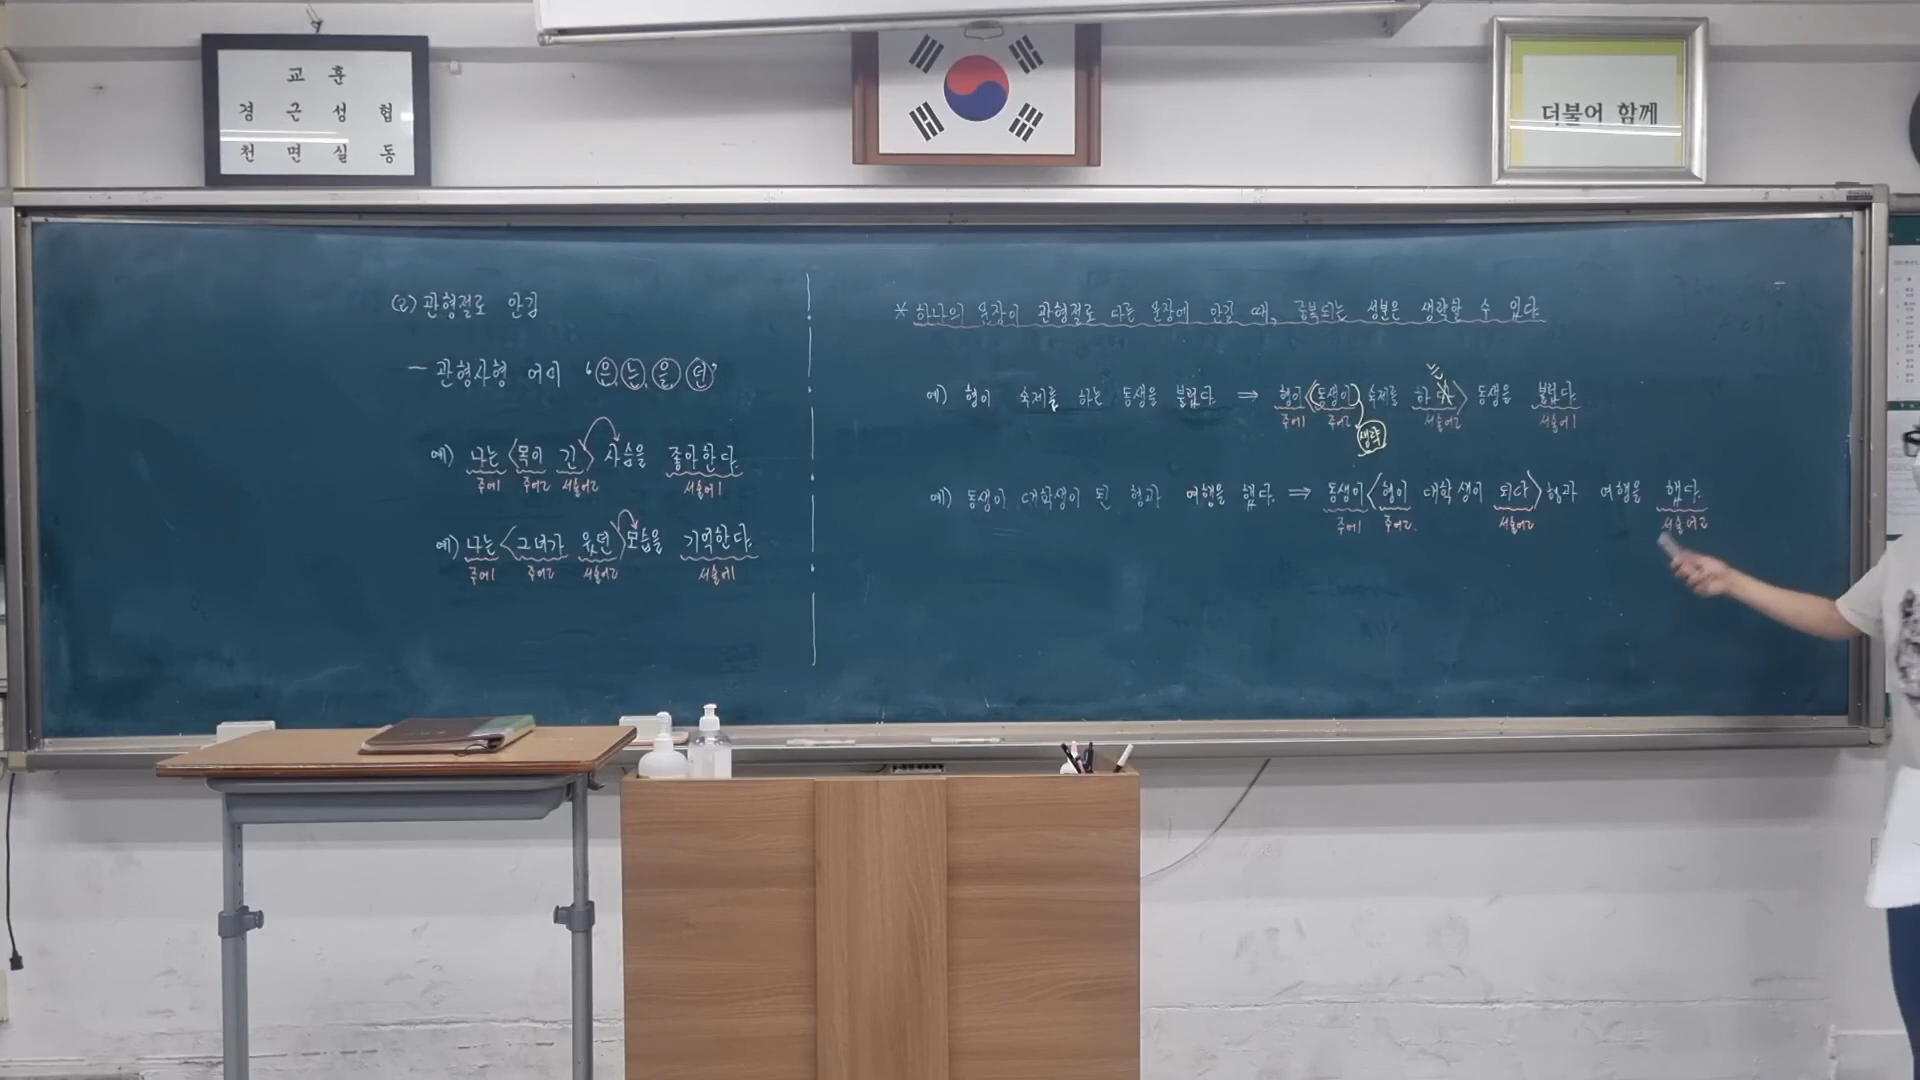 교 훈
경 근 성 협
천 면 실 동
더불어 함께
(2) 관형절로 안김
- 관형사형 어미 '은, 는, 을, 던'
예) 나는 <목이 긴> 사슴을 좋아한다.
주어1 주어2 서술어2 서술어1
예) 나는 <그녀가 웃던> 모습을 기억한다.
주어1 주어2 서술어2 서술어1
* 하나의 문장이 관형절로 다른 문장에 안길 때, 중복되는 성분은 생략할 수 있다.
는
예) 형이 숙제를 하는 동생을 불렀다. ⇒ 형이 <동생이 숙제를 하다> 동생을 불렀다.
주어1 주어2 서술어2 서술어1
생략
예) 동생이 대학생이 된 형과 여행을 했다. ⇒ 동생이 <형이 대학생이 되다> 형과 여행을 했다.
주어1 주어2. 서술어2 서술어2